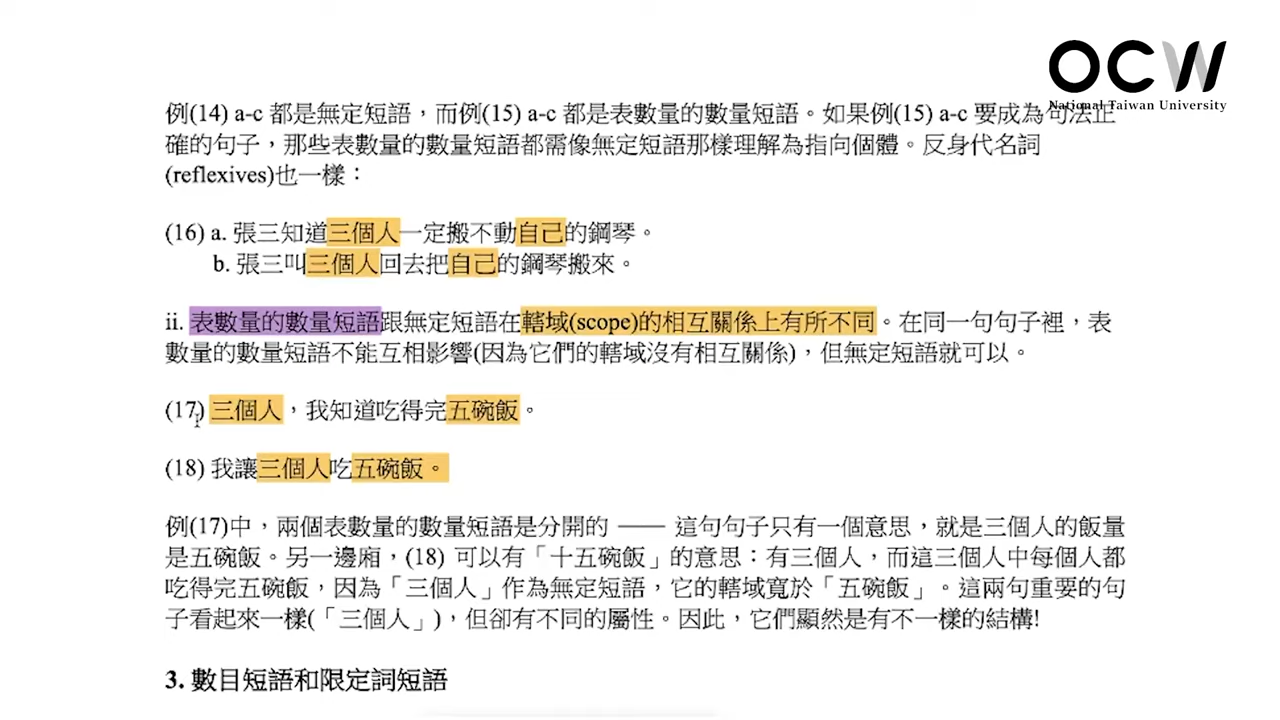 OCW
National Taiwan University
例(14) a-c 都是無定短語，而例(15) a-c 都是表數量的數量短語。如果例(15) a-c 要成為句法正
確的句子，那些表數量的數量短語都需像無定短語那樣理解為指向個體。反身代名詞
(reflexives)也一樣：
(16) a. 張三知道三個人一定搬不動自己的鋼琴。
b. 張三叫三個人回去把自己的鋼琴搬來。
ii. 表數量的數量短語跟無定短語在轄域(scope)的相互關係上有所不同。在同一句句子裡，表
數量的數量短語不能互相影響(因為它們的轄域沒有相互關係)，但無定短語就可以。
(17) 三個人，我知道吃得完五碗飯。
(18) 我讓三個人吃五碗飯。
例(17)中，兩個表數量的數量短語是分開的 —— 這句句子只有一個意思，就是三個人的飯量
是五碗飯。另一邊廂，(18) 可以有「十五碗飯」的意思：有三個人，而這三個人中每個人都
吃得完五碗飯，因為「三個人」作為無定短語，它的轄域寬於「五碗飯」。這兩句重要的句
子看起來一樣(「三個人」)，但卻有不同的屬性。因此，它們顯然是有不一樣的結構!
3. 數目短語和限定詞短語